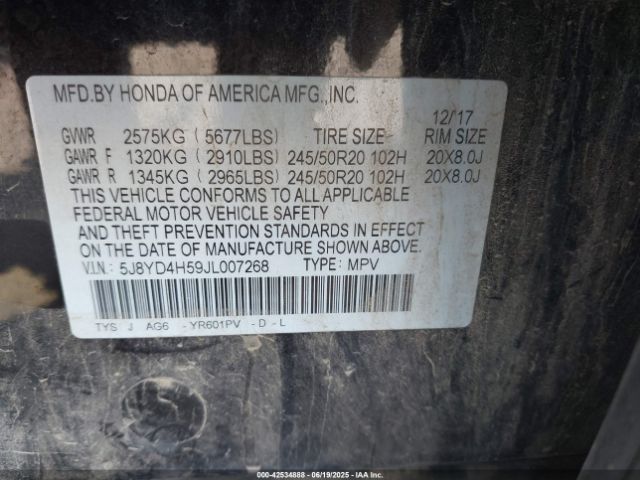 MFD.BY HONDA OF AMERICA MFG.,INC.
12/17
GVWR 2575KG ( 5677LBS) TIRE SIZE RIM SIZE
GAWR F 1320KG ( 2910LBS) 245/50R20 102H 20X8.0J
GAWR R 1345KG ( 2965LBS) 245/50R20 102H 20X8.0J
THIS VEHICLE CONFORMS TO ALL APPLICABLE
FEDERAL MOTOR VEHICLE SAFETY
AND THEFT PREVENTION STANDARDS IN EFFECT
ON THE DATE OF MANUFACTURE SHOWN ABOVE.
V.I.N.: 5J8YD4H59JL007268 TYPE: MPV
TYS J AG6 -YR601PV -D -L
000-42534888 - 06/19/2025 - IAA